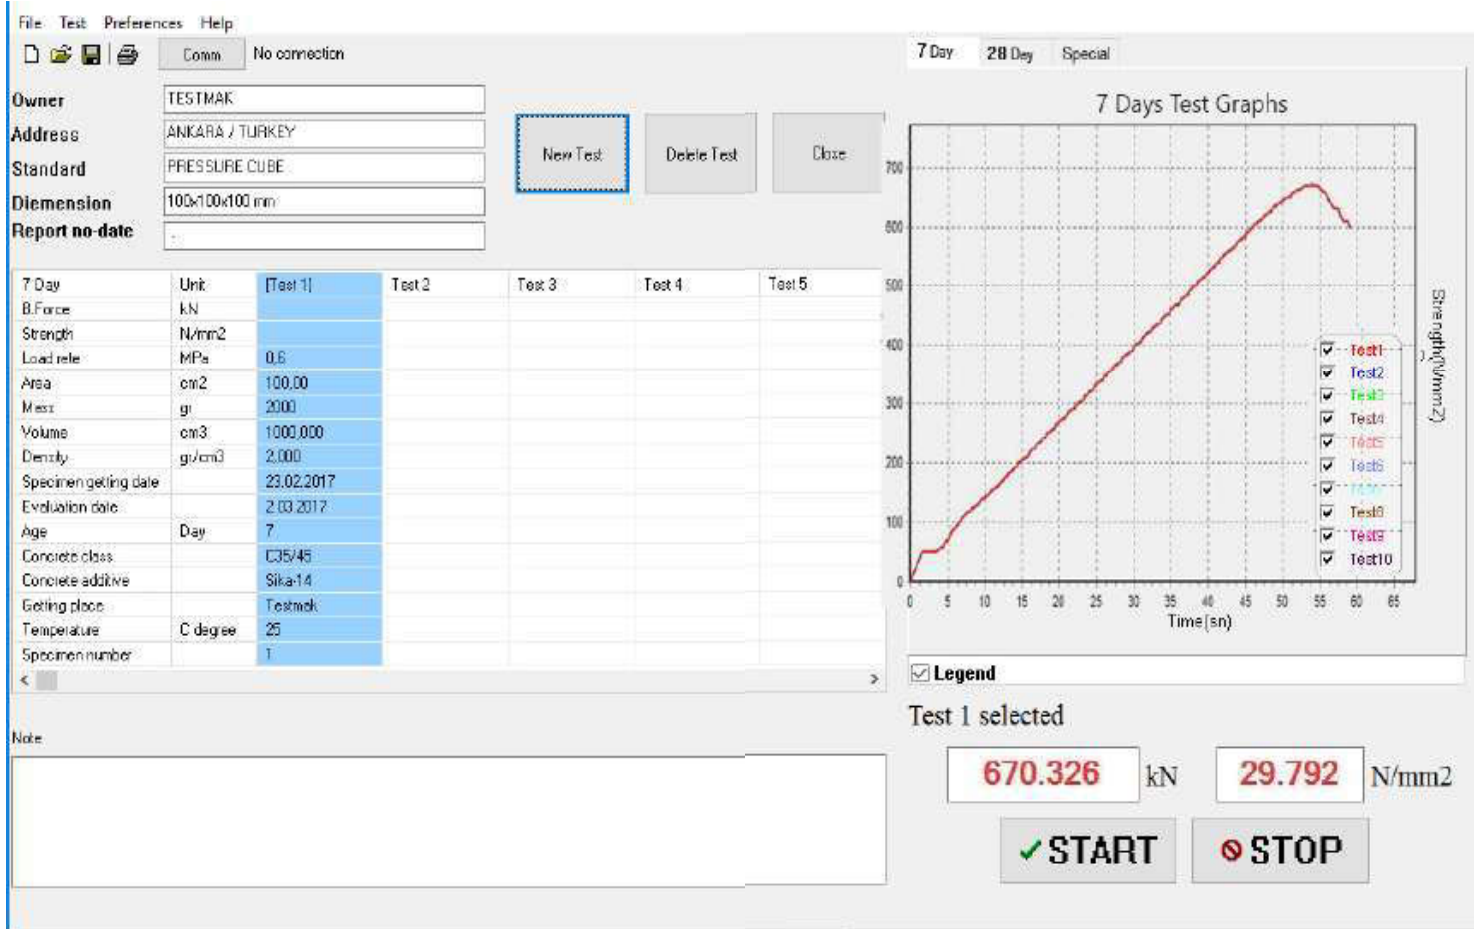 File Test Preferences Help
Comm No connection
Owner TESTMAK
Address ANKARA / TURKEY
Standard PRESSURE CUBE
Diemension 100x100x100 mm
Report no-date .
New Test Delete Test Close
7 Day Unit [Test 1] Test 2 Test 3 Test 4 Test 5
B.Force kN
Strength N/mm2
Load rate MPa 0,6
Area cm2 100,00
Mass gr 2000
Volume cm3 1000,000
Density gr/cm3 2,000
Specimen getting date 23.02.2017
Evaluation date 2.03.2017
Age Day 7
Concrete class C35/45
Concrete additive Sika-14
Getting place Testmak
Temperature C degree 25
Specimen number 1
Note
7 Day 28 Day Special
7 Days Test Graphs
700
600
500
400
300
200
100
0
0 5 10 15 20 25 30 35 40 45 50 55 60 65
Time(sn)
Strength(N/mm2)
Test1
Test2
Test3
Test4
Test5
Test6
Test8
Test9
Test10
Legend
Test 1 selected
670.326 kN 29.792 N/mm2
START STOP